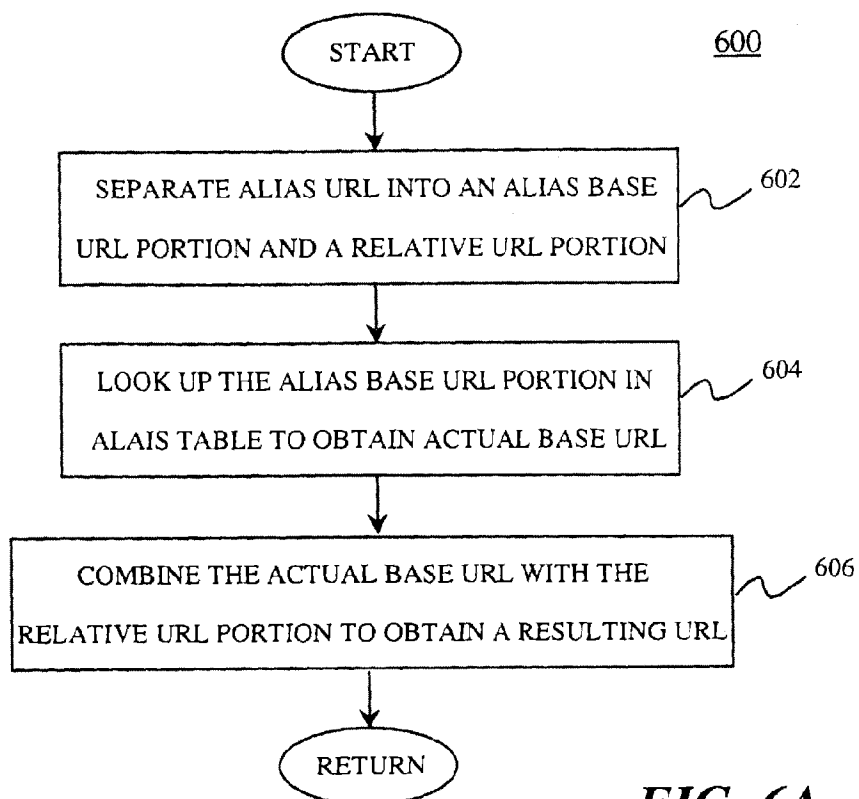 START
600
SEPARATE ALIAS URL INTO AN ALIAS BASE
URL PORTION AND A RELATIVE URL PORTION
602
LOOK UP THE ALIAS BASE URL PORTION IN
ALAIS TABLE TO OBTAIN ACTUAL BASE URL
604
COMBINE THE ACTUAL BASE URL WITH THE
RELATIVE URL PORTION TO OBTAIN A RESULTING URL
606
RETURN
FIG. 6A